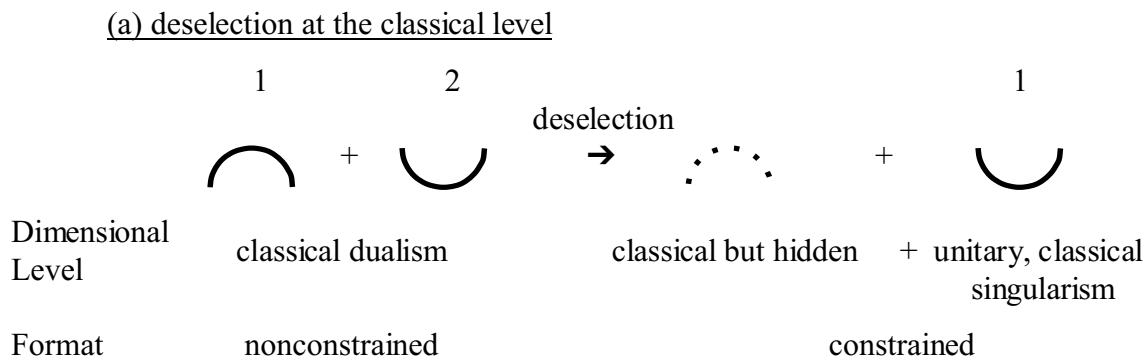 (a) deselection at the classical level
1 2 1
deselection
+ ➔ +
Dimensional
Level
classical dualism classical but hidden + unitary, classical
singularism
Format nonconstrained constrained